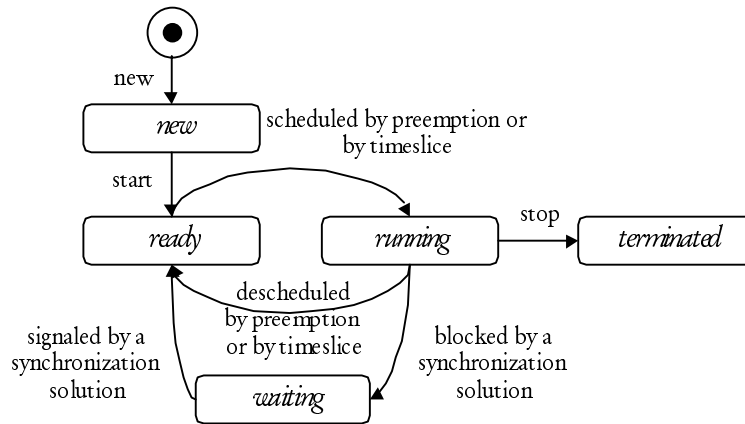 new
new
scheduled by preemption or
by timeslice
start
ready
running
stop
terminated
descheduled
by preemption
or by timeslice
signaled by a
synchronization
solution
blocked by a
synchronization
solution
waiting